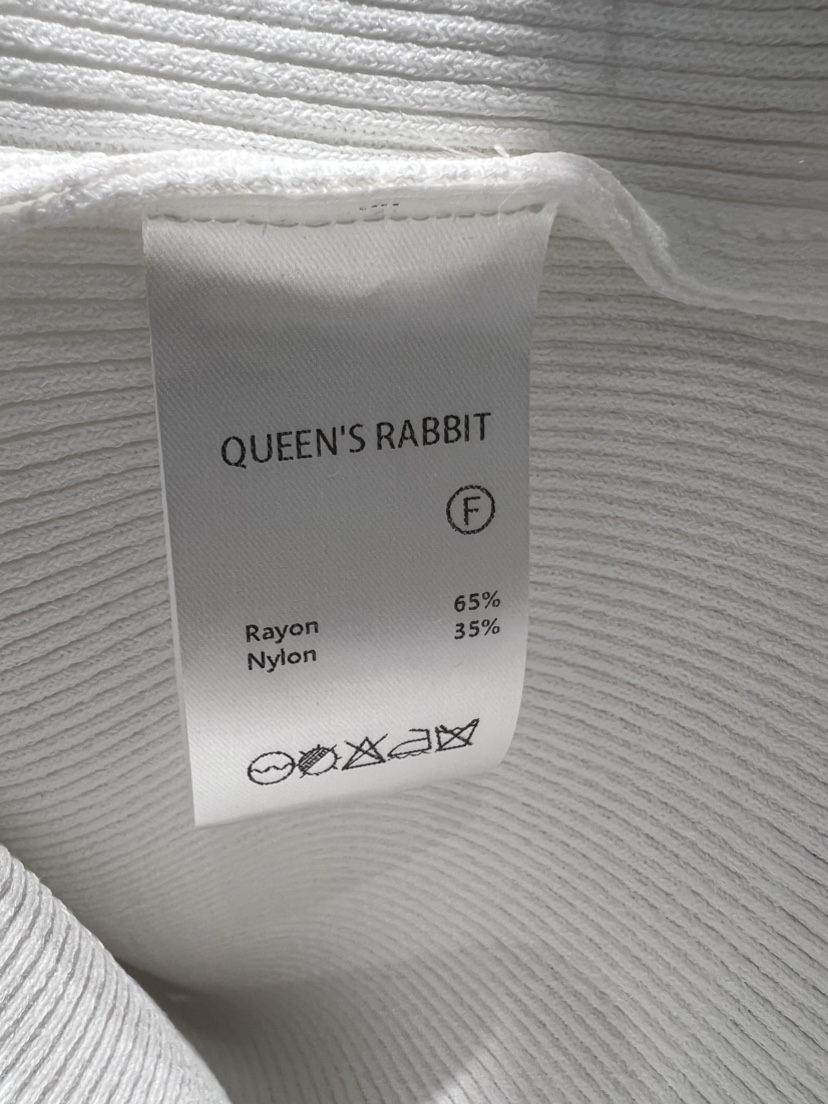 QUEEN'S RABBIT
F
65%
Rayon 35%
Nylon